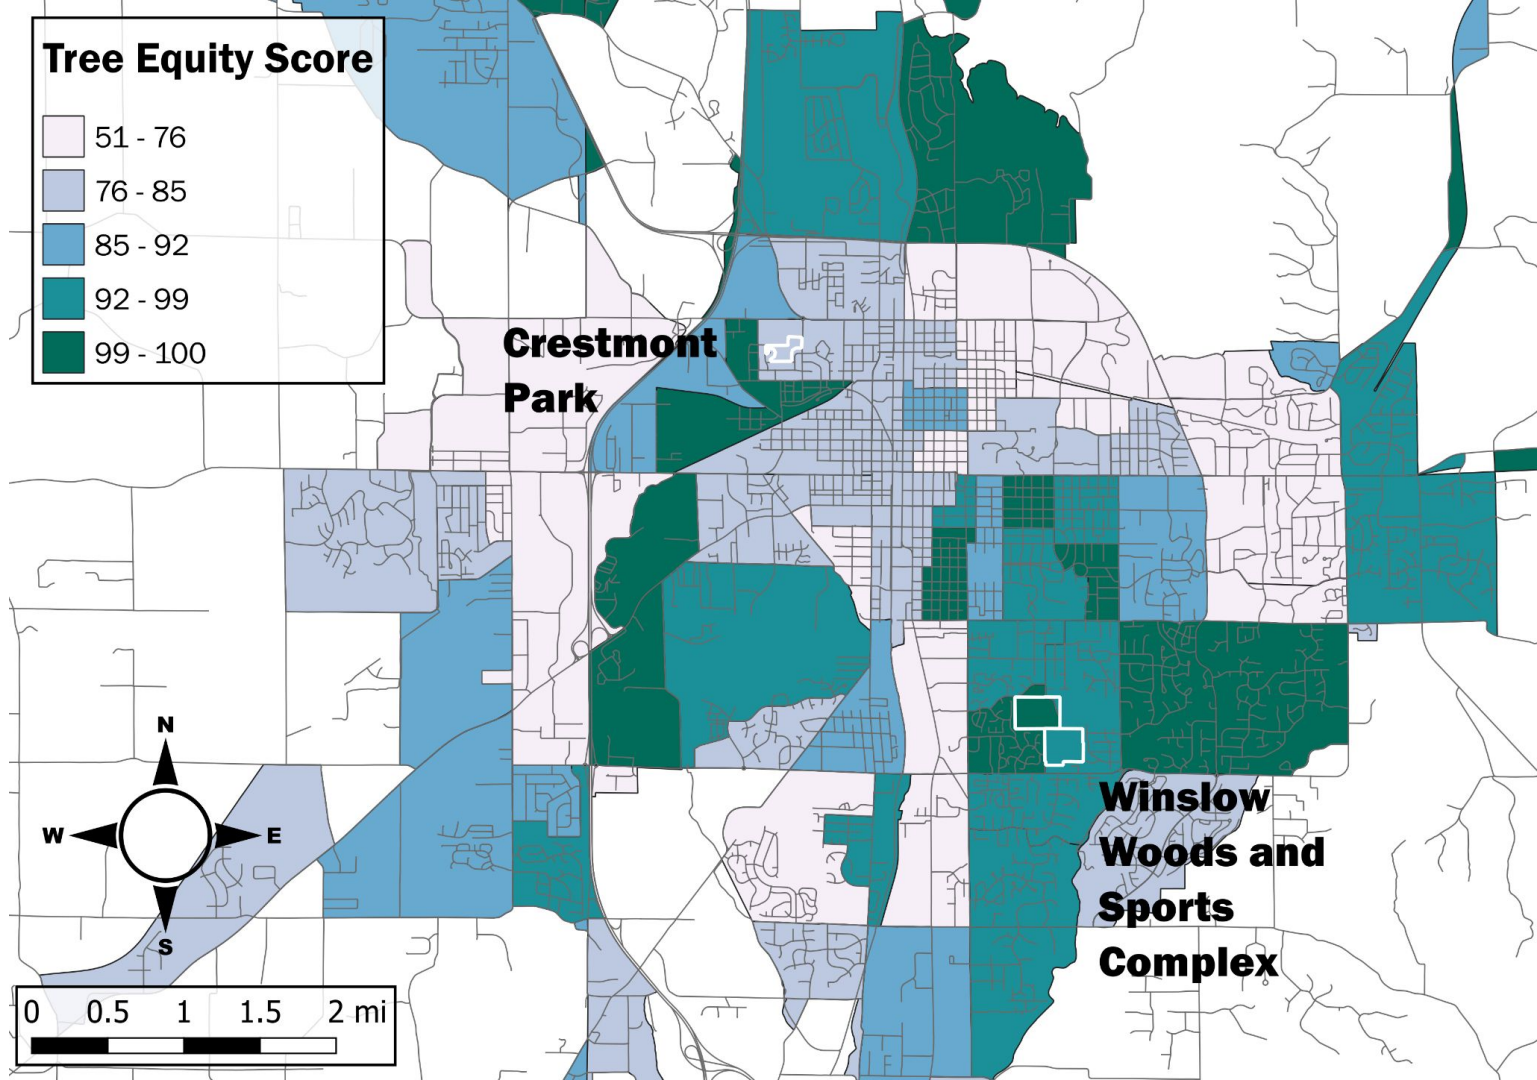 Tree Equity Score
51 - 76
76 - 85
85 - 92
92 - 99
99 - 100
Crestmont
Park
N
W
E
S
Winslow
Woods and
Sports
Complex
0 0.5 1 1.5 2 mi